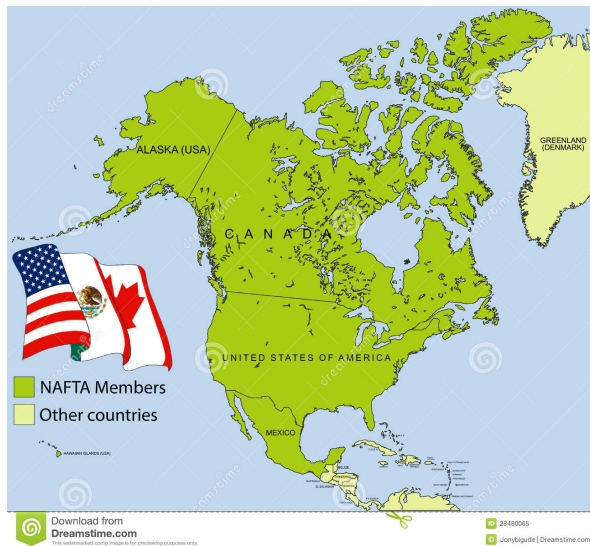 GREENLAND
(DENMARK)
ALASKA (USA)
CANADA
UNITED STATES OF AMERICA
NAFTA Members
Other countries
MEXICO
HAWAIIAN ISLANDS (USA)
BELIZE
dreamstime
Download from
Dreamstime.com
This watermarked comp image is for previewing purposes only.
28480065
Jonybigude | Dreamstime.com